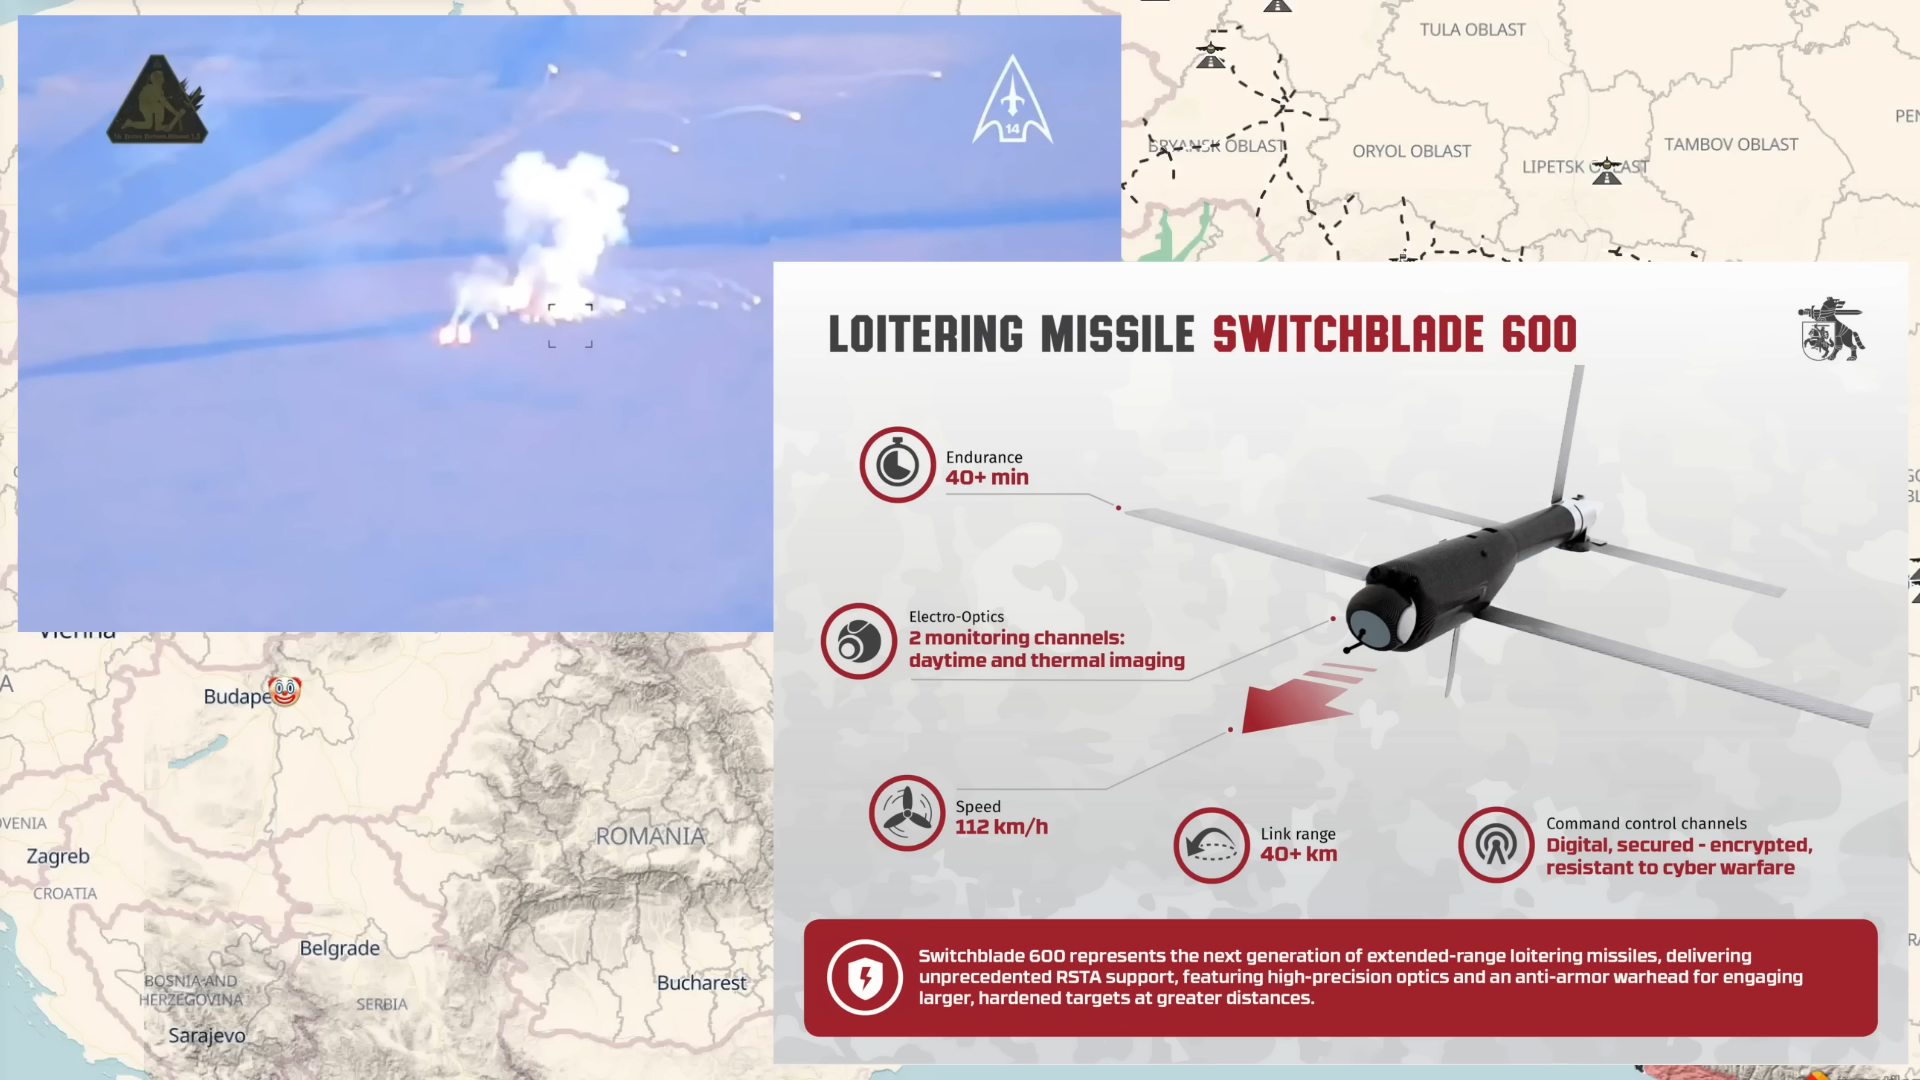 14
TULA OBLAST
BRYANSK OBLAST
ORYOL OBLAST
LIPETSK OBLAST
TAMBOV OBLAST
PEN
LOITERING MISSILE SWITCHBLADE 600
Endurance
40+ min
Electro-Optics
2 monitoring channels:
daytime and thermal imaging
Speed
112 km/h
Link range
40+ km
Command control channels
Digital, secured - encrypted,
resistant to cyber warfare
Switchblade 600 represents the next generation of extended-range loitering missiles, delivering
unprecedented RSTA support, featuring high-precision optics and an anti-armor warhead for engaging
larger, hardened targets at greater distances.
Vienna
Budape
ROMANIA
OVENIA
Zagreb
CROATIA
Belgrade
BOSNIA AND
HERZEGOVINA
SERBIA
Bucharest
Sarajevo